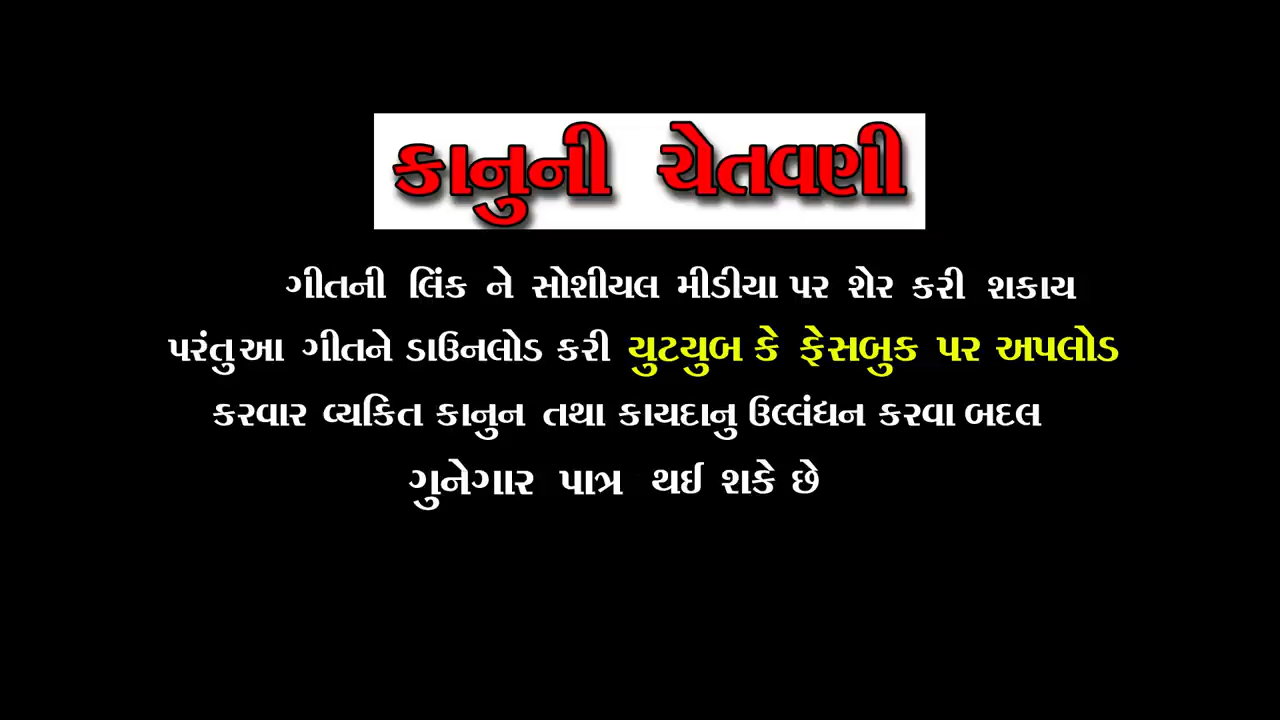 કાનુની ચેતવણી
ગીતની લિંક ને સોશીયલ મીડીયા પર શેર કરી શકાય
પરંતુ આ ગીતને ડાઉનલોડ કરી યુટયુબ કે ફેસબુક પર અપલોડ
કરવાર વ્યકિત કાનુન તથા કાયદાનુ ઉલ્લંઘન કરવા બદલ
ગુનેગાર પાત્ર થઈ શકે છે